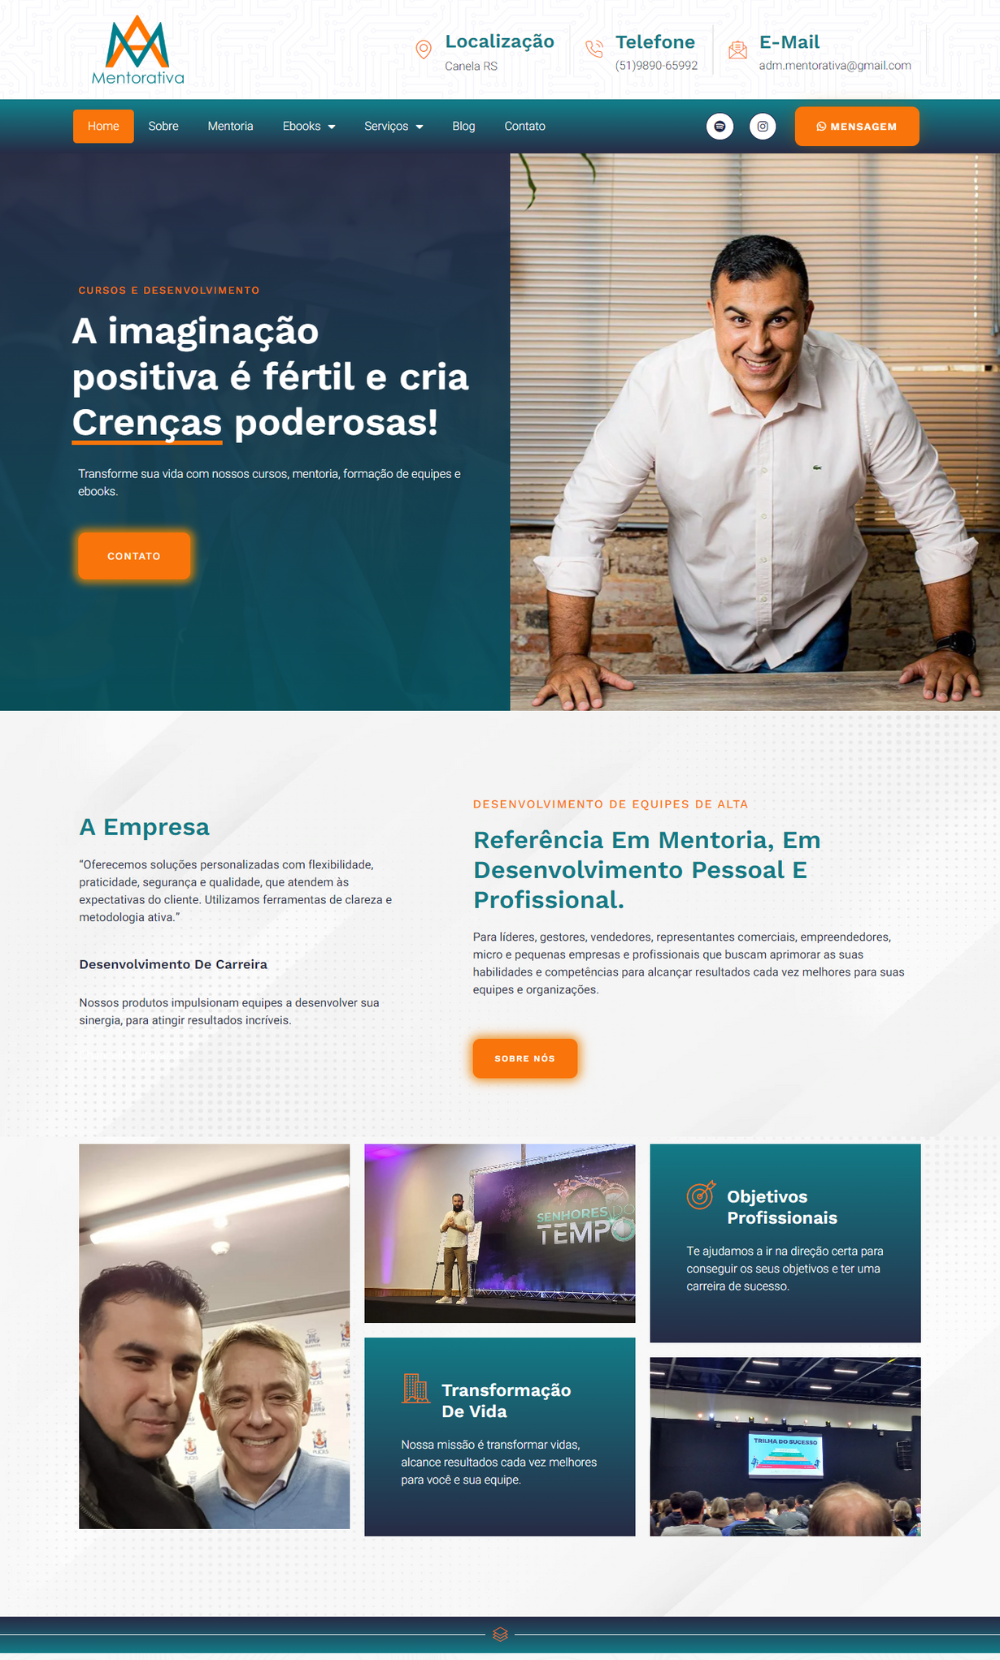 Mentorativa
Localização
Canela RS
Telefone
(51)9890-65992
E-Mail
adm.mentorativa@gmail.com
Home
Sobre
Mentoria
Ebooks
Serviços
Blog
Contato
MENSAGEM
CURSOS E DESENVOLVIMENTO
A imaginação
positiva é fértil e cria
Crenças poderosas!
Transforme sua vida com nossos cursos, mentoria, formação de equipes e
ebooks.
CONTATO
A Empresa
“Oferecemos soluções personalizadas com flexibilidade,
praticidade, segurança e qualidade, que atendem às
expectativas do cliente. Utilizamos ferramentas de clareza e
metodologia ativa.”
Desenvolvimento De Carreira
Nossos produtos impulsionam equipes a desenvolver sua
sinergia, para atingir resultados incríveis.
DESENVOLVIMENTO DE EQUIPES DE ALTA
Referência Em Mentoria, Em
Desenvolvimento Pessoal E
Profissional.
Para líderes, gestores, vendedores, representantes comerciais, empreendedores,
micro e pequenas empresas e profissionais que buscam aprimorar as suas
habilidades e competências para alcançar resultados cada vez melhores para suas
equipes e organizações.
SOBRE NÓS
SENHORES DO
TEMPO
Objetivos
Profissionais
Te ajudamos a ir na direção certa para
conseguir os seus objetivos e ter uma
carreira de sucesso.
Transformação
De Vida
Nossa missão é transformar vidas,
alcance resultados cada vez melhores
para você e sua equipe.
TRILHA DO SUCESSO